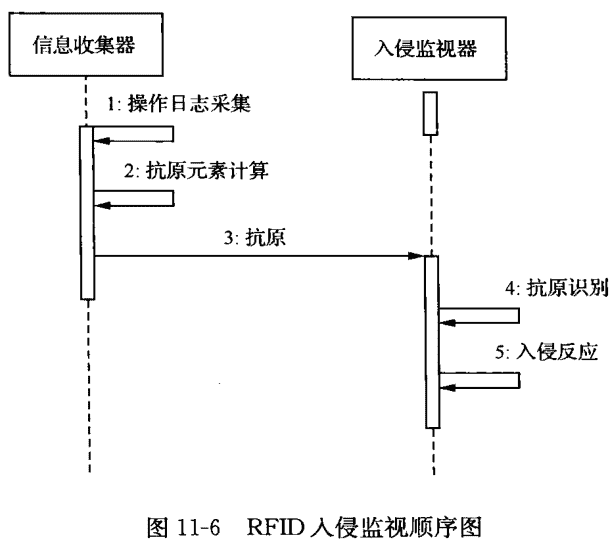 信息收集器
入侵监视器
1: 操作日志采集
2: 抗原元素计算
3: 抗原
4: 抗原识别
5: 入侵反应
图 11-6 RFID 入侵监视顺序图